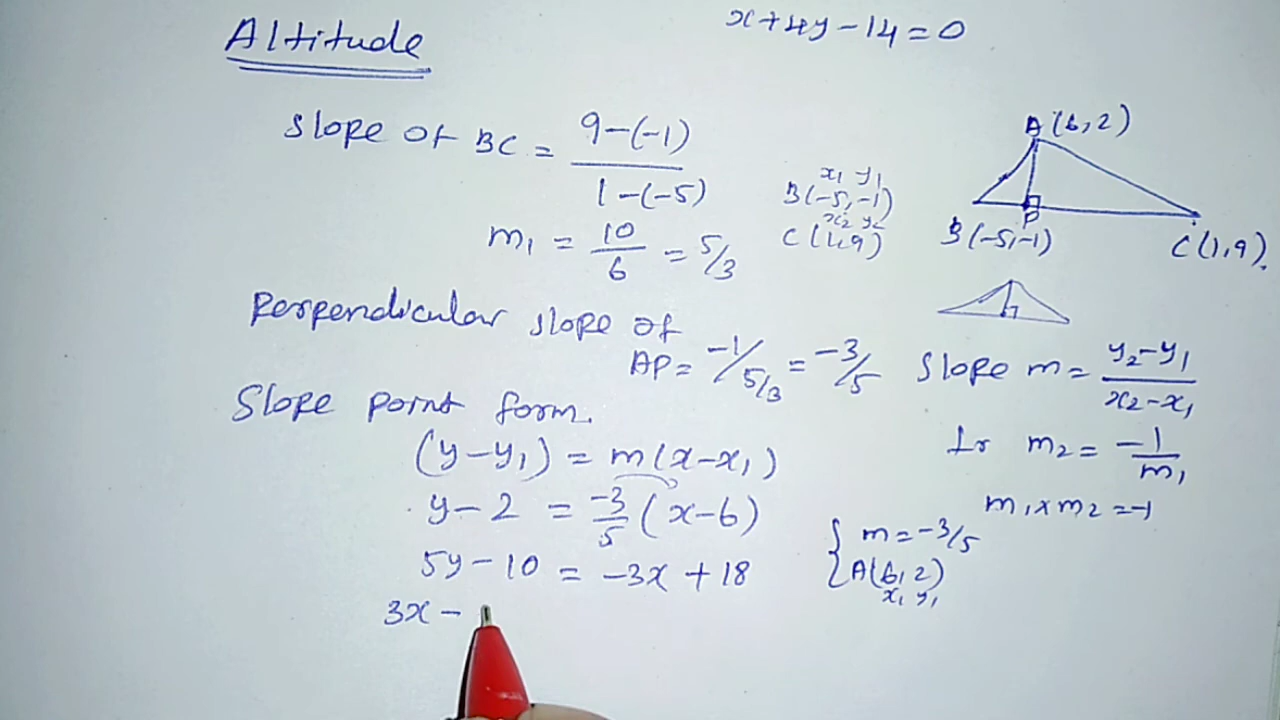 Altitude
x+4y-14=0
Slope of BC = 9-(-1) / 1-(-5)
m₁ = 10/6 = 5/3
x₁ y₁
B(-5,-1)
x₂ y₂
C(1,9)
A(6,2)
P
B(-5,-1)
C(1,9).
Perpendicular slope of
AP = -1/5/3 = -3/5
Slope m = y₂-y₁ / x₂-x₁
Slope point form.
(y-y₁) = m(x-x₁)
Lr m₂ = -1/m₁
m₁×m₂=-1
y-2 = -3/5 (x-6)
5y-10 = -3x+18
{ m=-3/5
A(6,2)
x₁ y₁
3x -